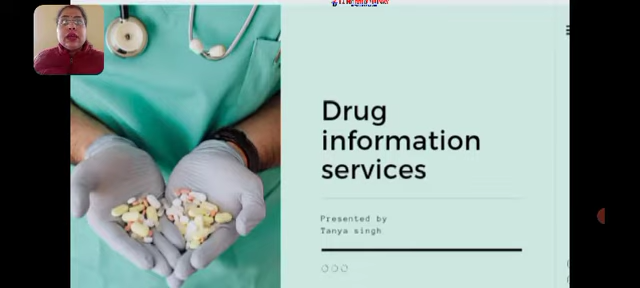 Drug
information
services
Presented by
Tanya singh